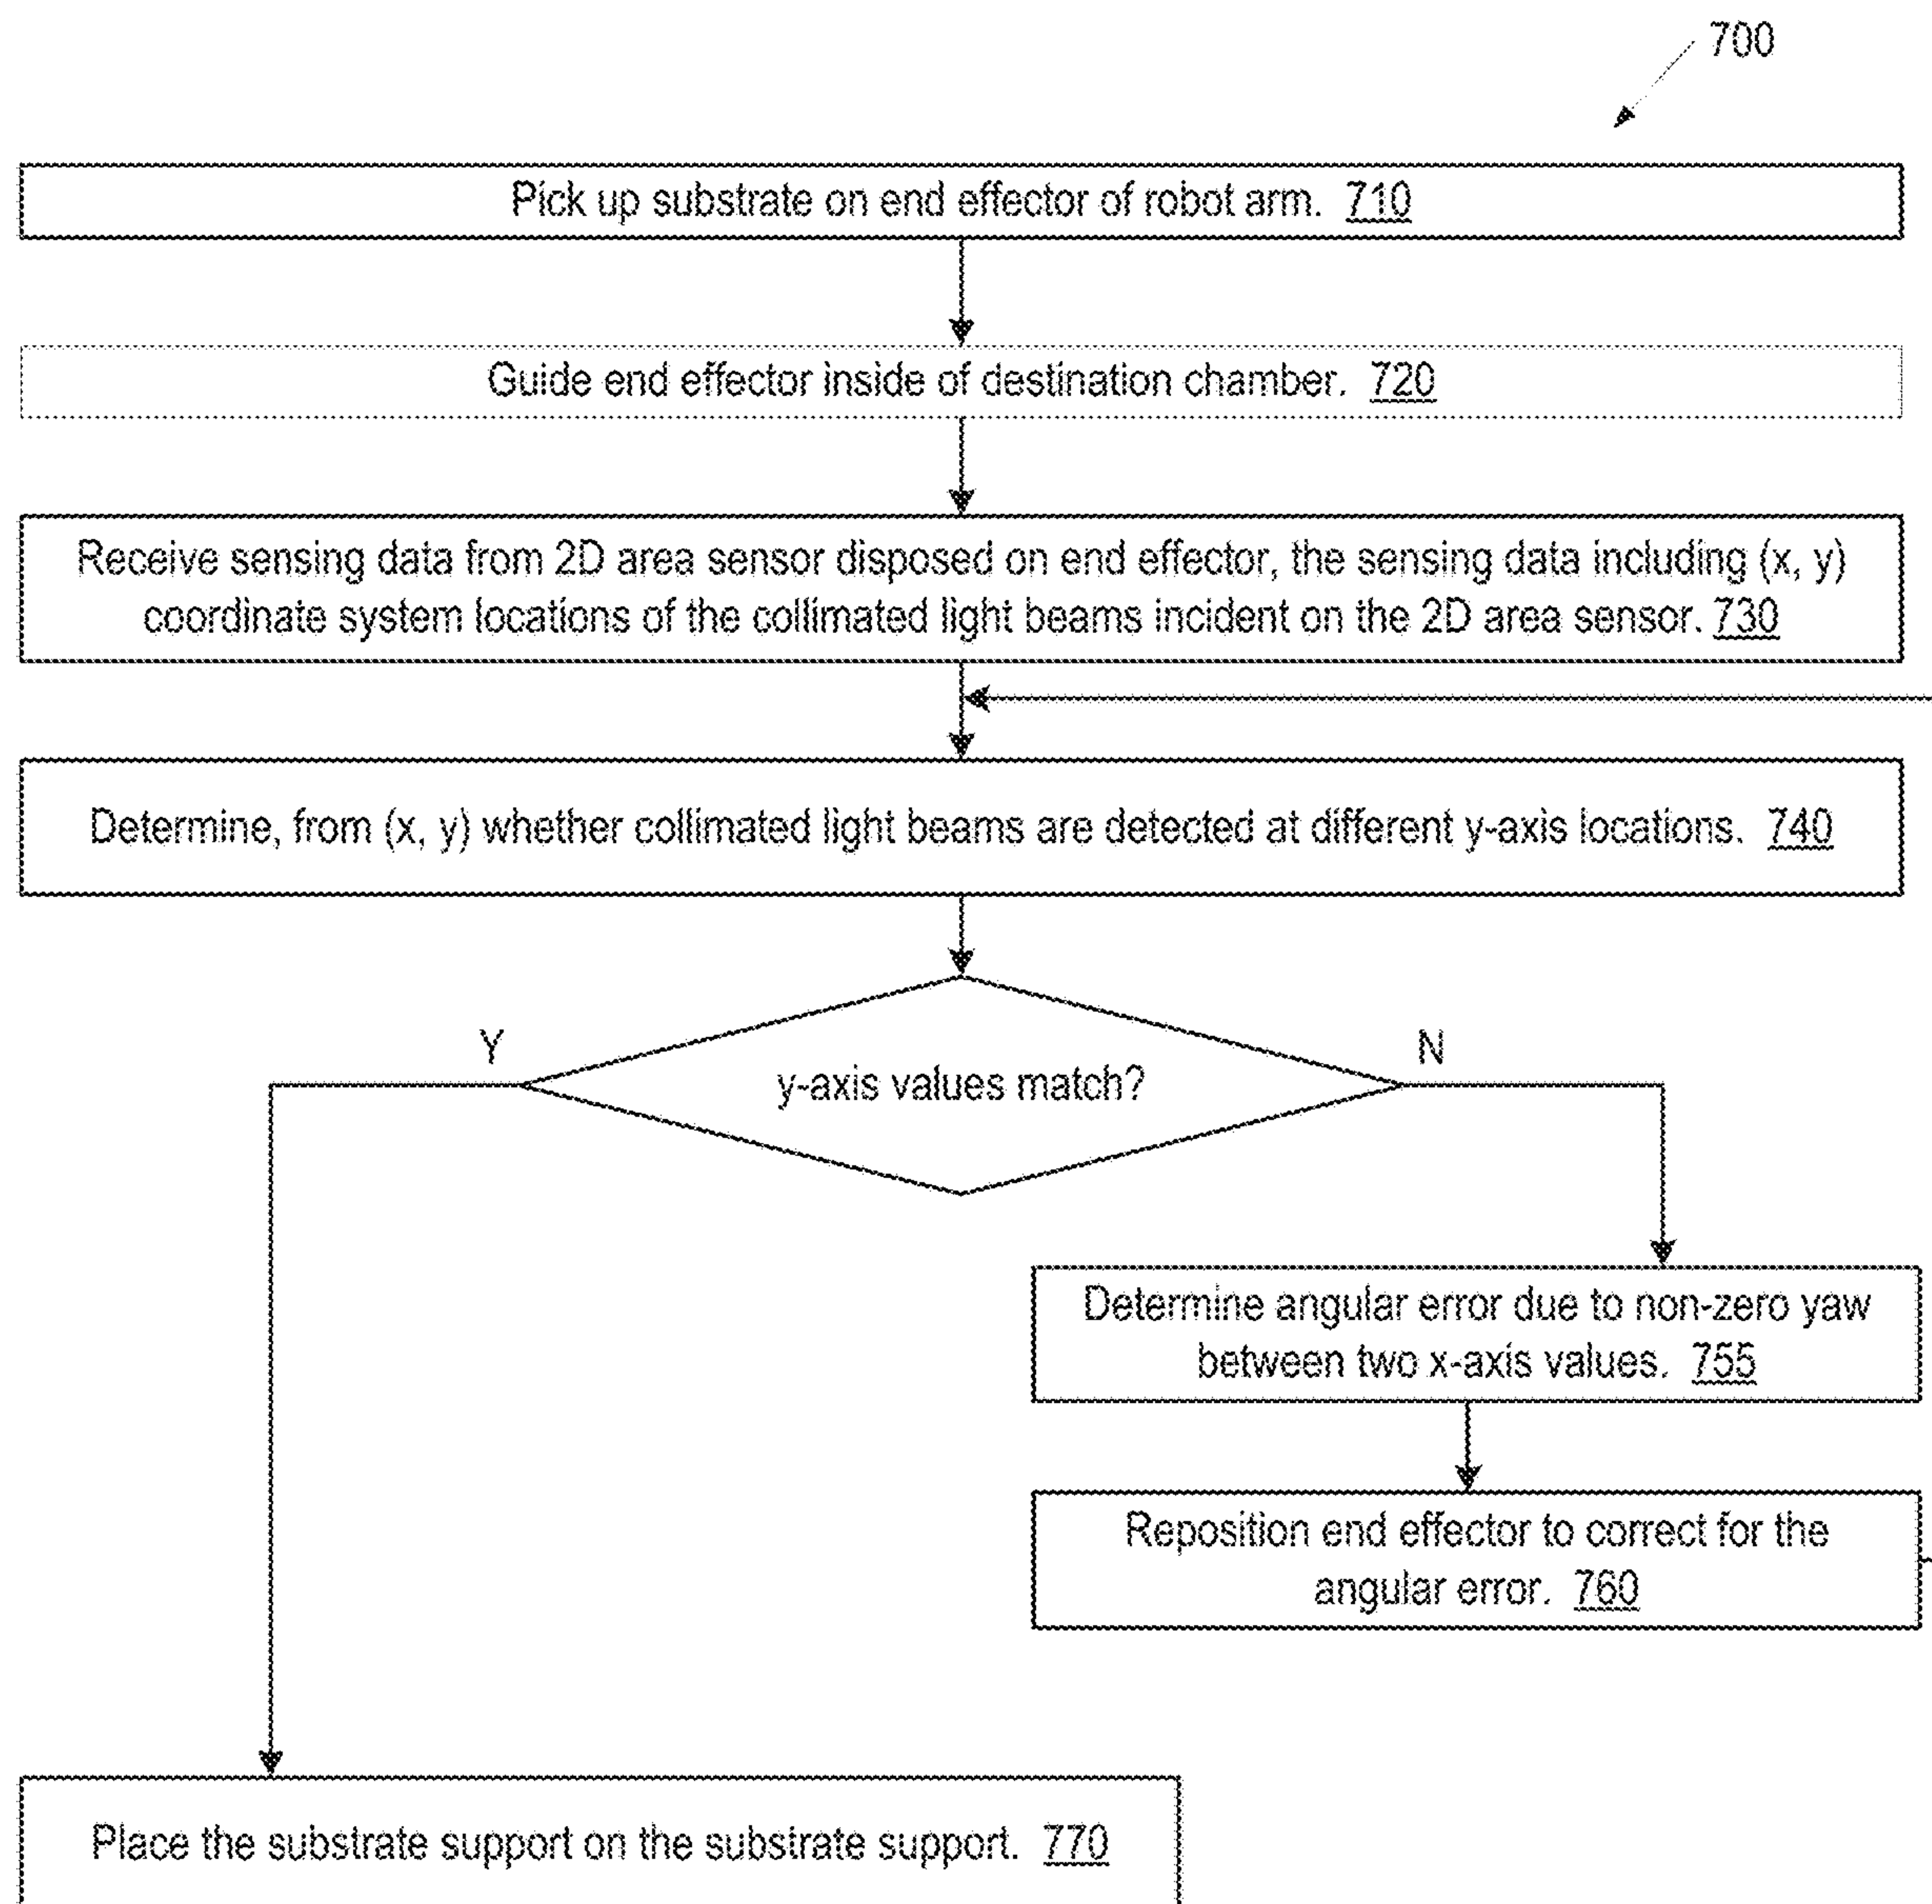 700
Pick up substrate on end effector of robot arm. 710
Guide end effector inside of destination chamber. 720
Receive sensing data from 2D area sensor disposed on end effector, the sensing data including (x, y)
coordinate system locations of the collimated light beams incident on the 2D area sensor. 730
Determine, from (x, y) whether collimated light beams are detected at different y-axis locations. 740
Y
N
y-axis values match?
Determine angular error due to non-zero yaw
between two x-axis values. 755
Reposition end effector to correct for the
angular error. 760
Place the substrate support on the substrate support. 770